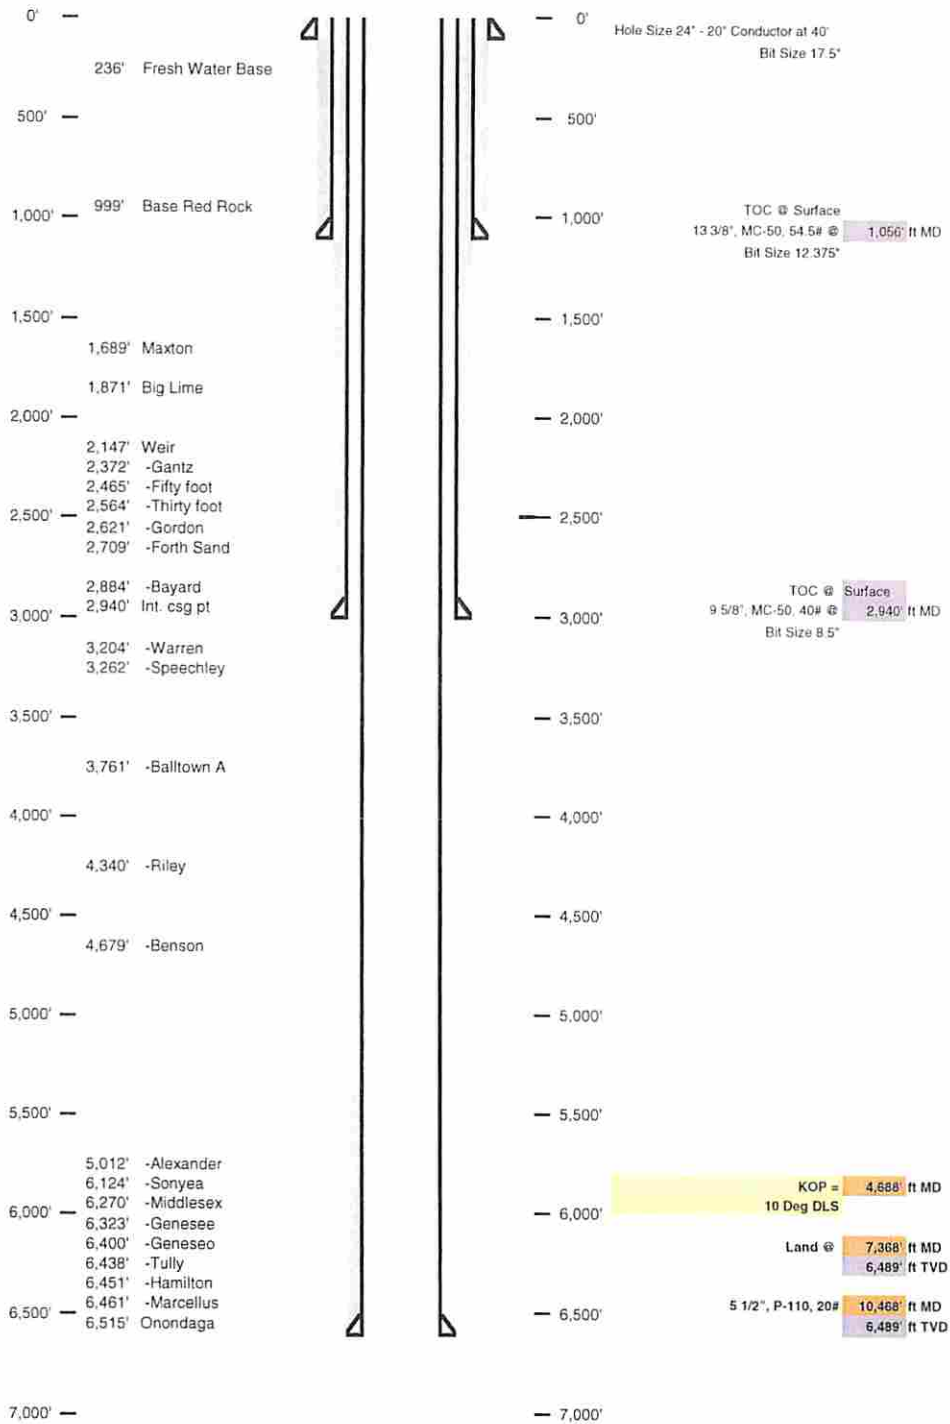 0' — — 0'
Hole Size 24" - 20" Conductor at 40'
Bit Size 17.5"
236' Fresh Water Base
500' — — 500'
999' Base Red Rock
1,000' — — 1,000'
TOC @ Surface
13 3/8", MC-50, 54.5# @ 1,056' ft MD
Bit Size 12.375"
1,500' — — 1,500'
1,689' Maxton
1,871' Big Lime
2,000' — — 2,000'
2,147' Weir
2,372' -Gantz
2,465' -Fifty foot
2,564' -Thirty foot
2,500' — — 2,500'
2,621' -Gordon
2,709' -Forth Sand
2,884' -Bayard
2,940' Int. csg pt
TOC @ Surface
9 5/8", MC-50, 40# @ 2,940' ft MD
Bit Size 8.5"
3,000' — — 3,000'
3,204' -Warren
3,262' -Speechley
3,500' — — 3,500'
3,761' -Balltown A
4,000' — — 4,000'
4,340' -Riley
4,500' — — 4,500'
4,679' -Benson
5,000' — — 5,000'
5,500' — — 5,500'
5,012' -Alexander
6,124' -Sonyea
6,270' -Middlesex
6,323' -Genesee
6,400' -Geneseo
6,438' -Tully
6,451' -Hamilton
6,461' -Marcellus
6,515' Onondaga
KOP = 4,688' ft MD
10 Deg DLS
6,000' — — 6,000'
Land @ 7,368' ft MD
6,489' ft TVD
5 1/2", P-110, 20# 10,468' ft MD
6,489' ft TVD
6,500' — — 6,500'
7,000' — — 7,000'